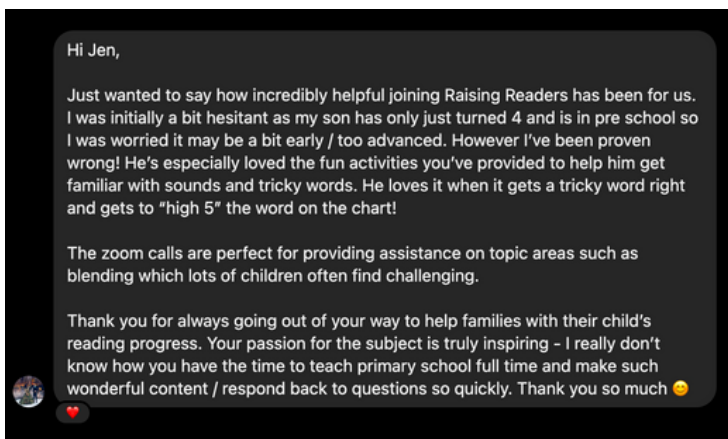 Hi Jen,
Just wanted to say how incredibly helpful joining Raising Readers has been for us.
I was initially a bit hesitant as my son has only just turned 4 and is in pre school so
I was worried it may be a bit early / too advanced. However I’ve been proven
wrong! He’s especially loved the fun activities you’ve provided to help him get
familiar with sounds and tricky words. He loves it when it gets a tricky word right
and gets to “high 5” the word on the chart!
The zoom calls are perfect for providing assistance on topic areas such as
blending which lots of children often find challenging.
Thank you for always going out of your way to help families with their child’s
reading progress. Your passion for the subject is truly inspiring - I really don’t
know how you have the time to teach primary school full time and make such
wonderful content / respond back to questions so quickly. Thank you so much 😊